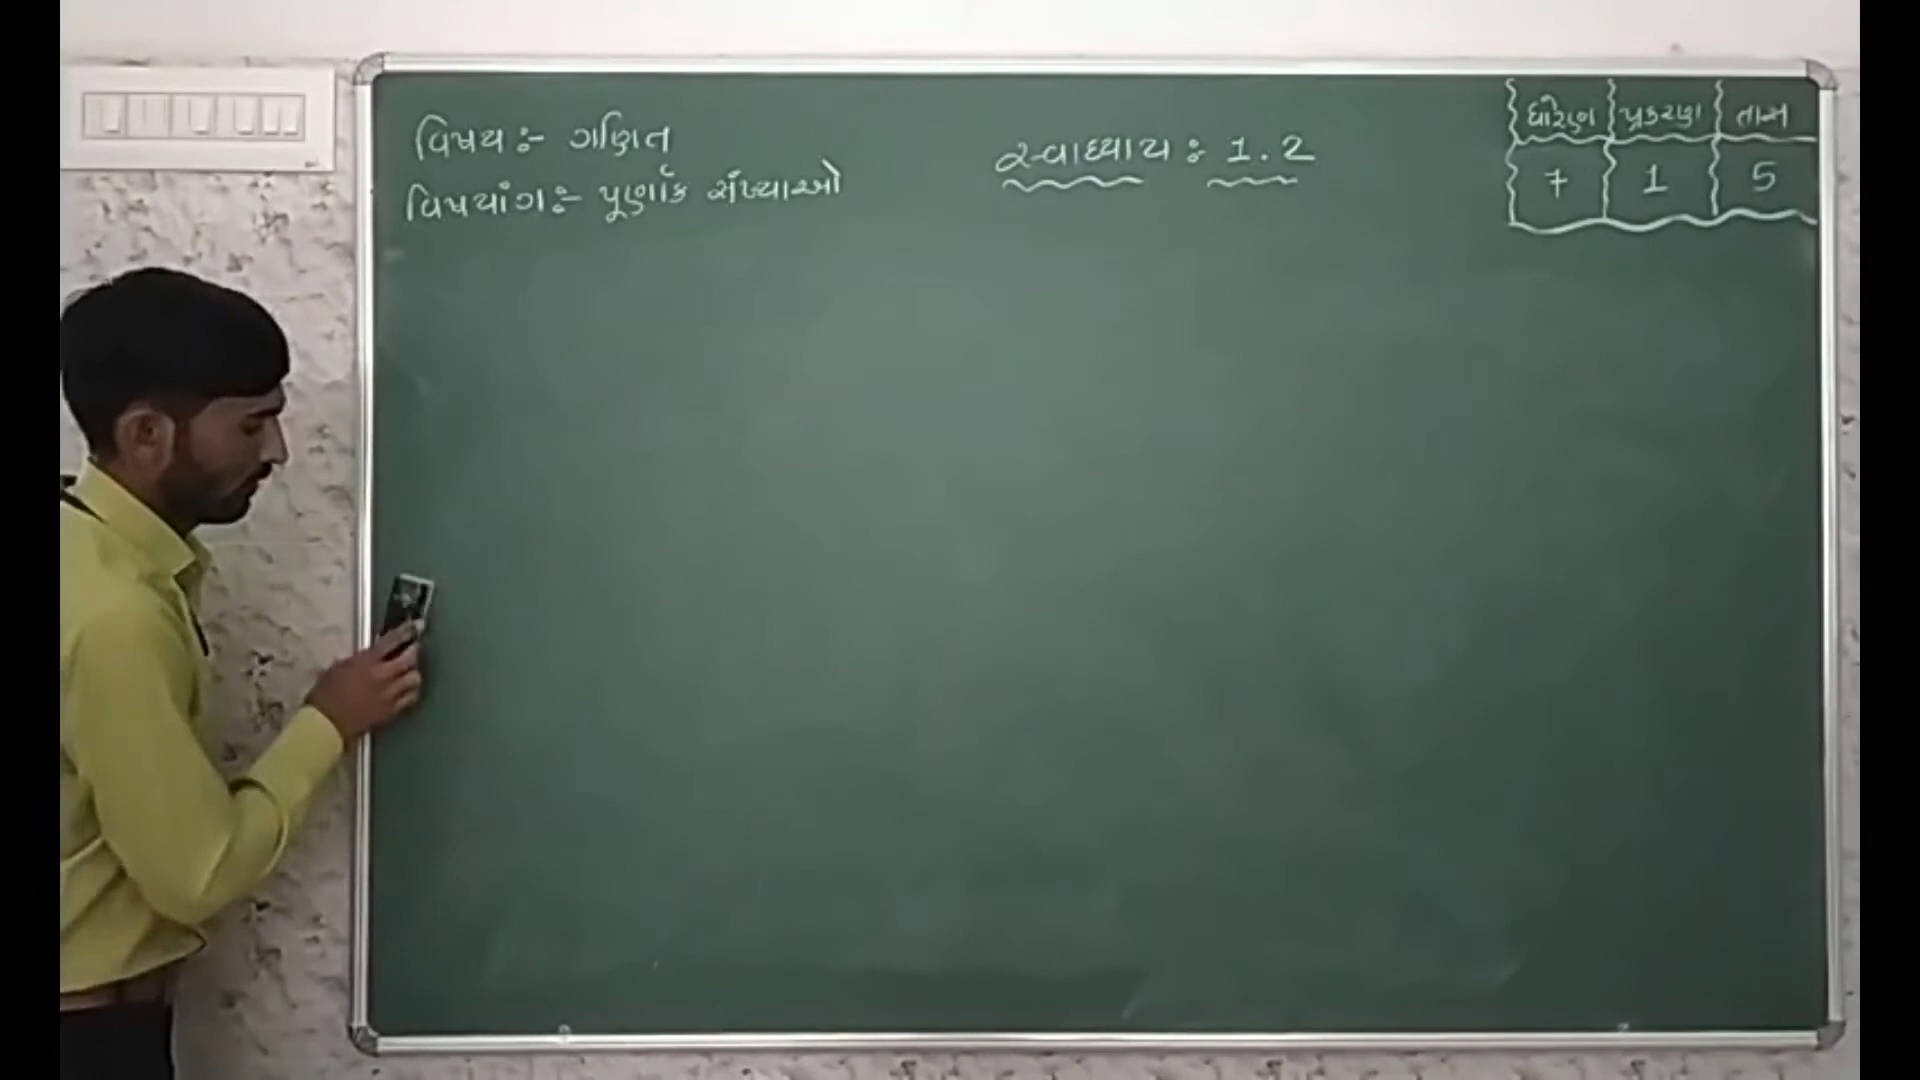 વિષય :- ગણિત
વિષયાંગ :- પૂર્ણાંક સંખ્યાઓ
સ્વાધ્યાય : 1.2
ધોરણ પ્રકરણ તાસ
7 1 5